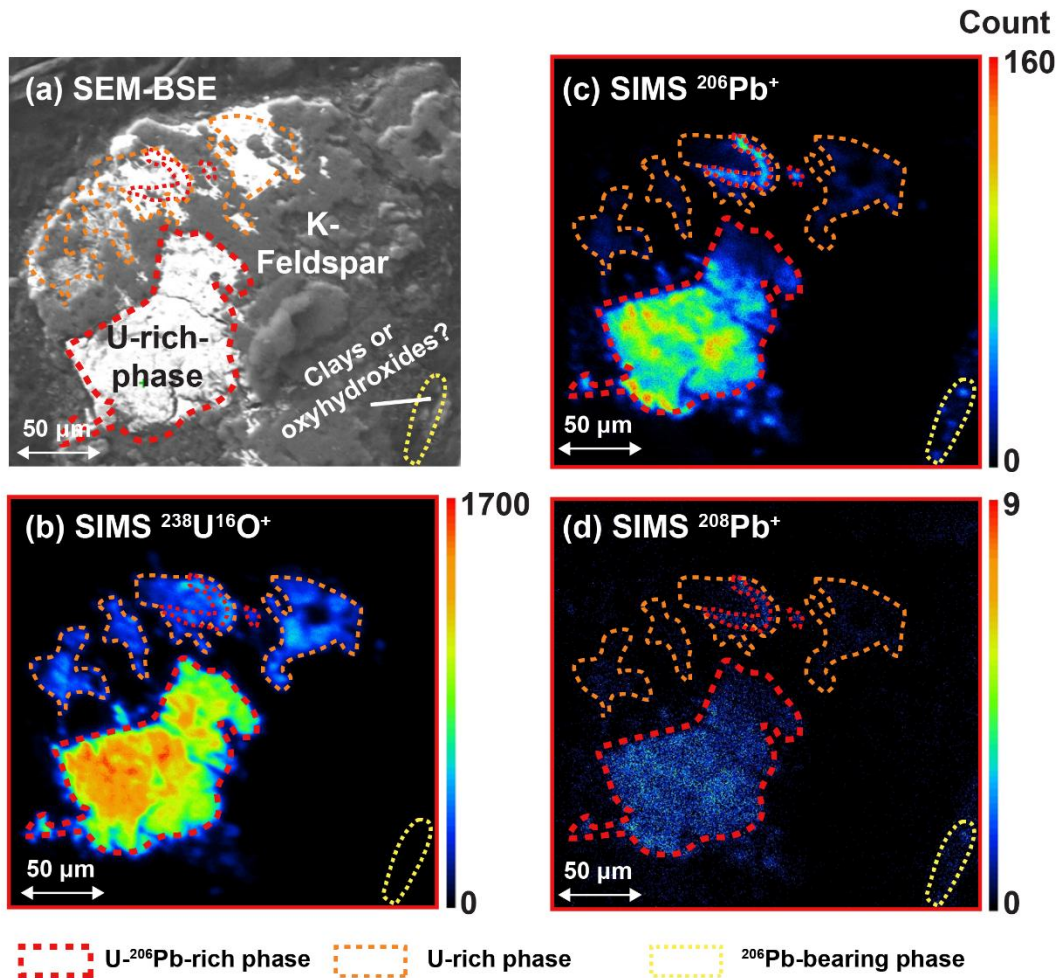 Count
(a) SEM-BSE
K-
Feldspar
U-rich-
phase
Clays or
oxyhydroxides?
50 µm
(c) SIMS ²⁰⁶Pb⁺
160
0
50 µm
(b) SIMS ²³⁸U¹⁶O⁺
1700
0
50 µm
(d) SIMS ²⁰⁸Pb⁺
9
0
50 µm
U-²⁰⁶Pb-rich phase
U-rich phase
²⁰⁶Pb-bearing phase